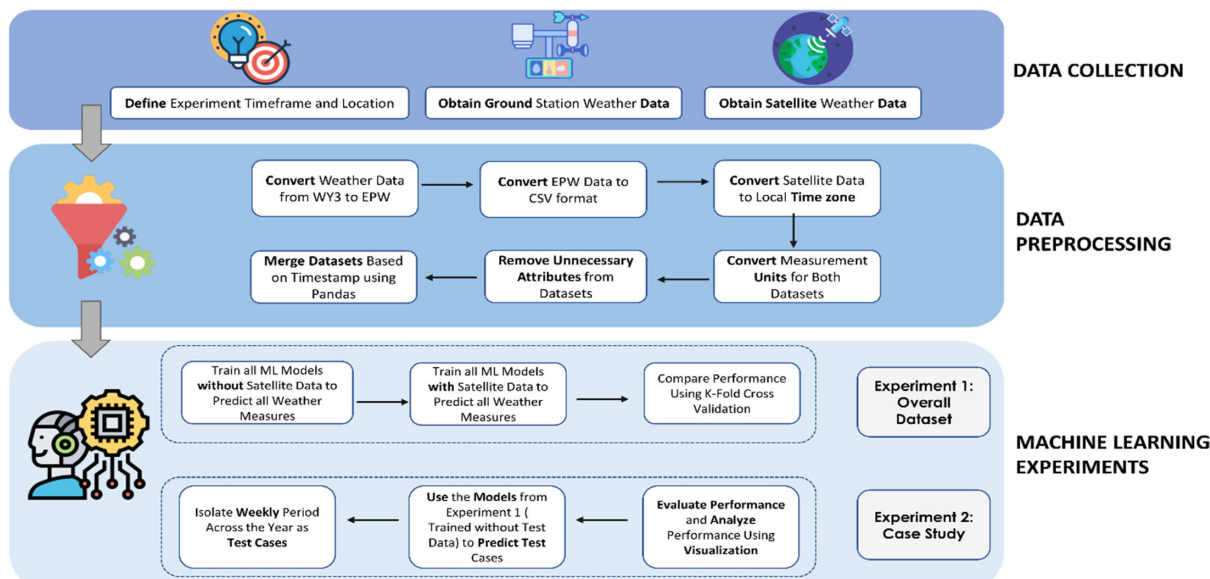 DATA COLLECTION
Define Experiment Timeframe and Location
Obtain Ground Station Weather Data
Obtain Satellite Weather Data
DATA
PREPROCESSING
Convert Weather Data
from WY3 to EPW
Convert EPW Data to
CSV format
Convert Satellite Data
to Local Time zone
Merge Datasets Based
on Timestamp using
Pandas
Remove Unnecessary
Attributes from
Datasets
Convert Measurement
Units for Both
Datasets
MACHINE LEARNING
EXPERIMENTS
Train all ML Models
without Satellite Data to
Predict all Weather
Measures
Train all ML Models
with Satellite Data to
Predict all Weather
Measures
Compare Performance
Using K-Fold Cross
Validation
Experiment 1:
Overall
Dataset
Isolate Weekly Period
Across the Year as
Test Cases
Use the Models from
Experiment 1 (
Trained without Test
Data) to Predict Test
Cases
Evaluate Performance
and Analyze
Performance Using
Visualization
Experiment 2:
Case Study